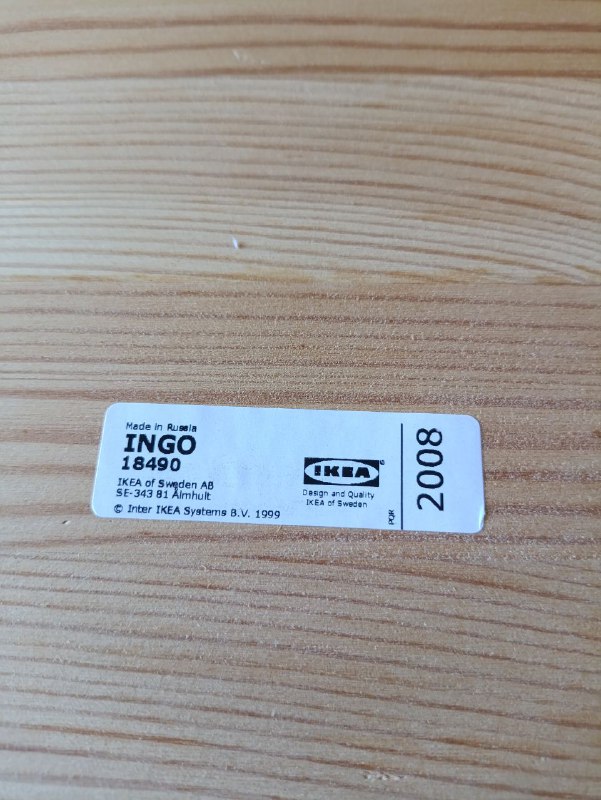 Made in Russia
INGO
18490
IKEA of Sweden AB
SE-343 81 Älmhult
© Inter IKEA Systems B.V. 1999
IKEA®
Design and Quality
IKEA of Sweden
PQR
2008